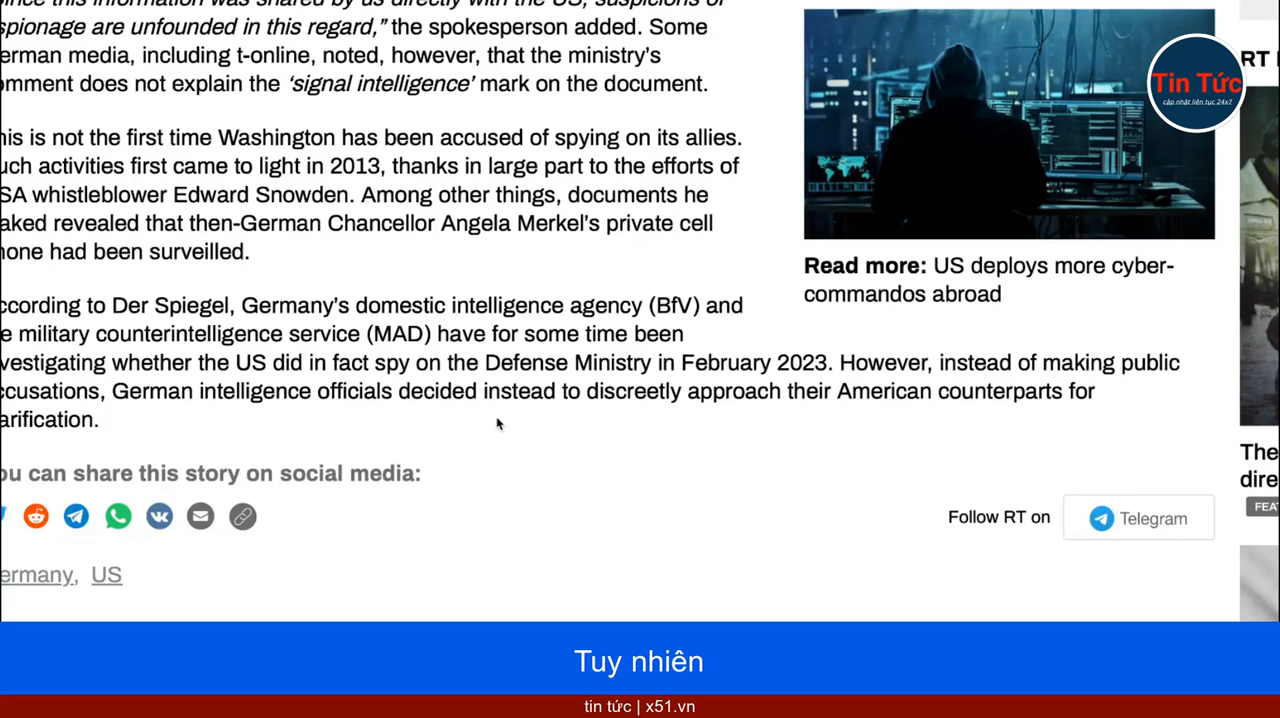 since this information was shared by us directly with the US, suspicions of
spionage are unfounded in this regard,” the spokesperson added. Some
erman media, including t-online, noted, however, that the ministry’s
omment does not explain the ‘signal intelligence’ mark on the document.
his is not the first time Washington has been accused of spying on its allies.
uch activities first came to light in 2013, thanks in large part to the efforts of
SA whistleblower Edward Snowden. Among other things, documents he
aked revealed that then-German Chancellor Angela Merkel’s private cell
hone had been surveilled.
ccording to Der Spiegel, Germany’s domestic intelligence agency (BfV) and
e military counterintelligence service (MAD) have for some time been
vestigating whether the US did in fact spy on the Defense Ministry in February 2023. However, instead of making public
ccusations, German intelligence officials decided instead to discreetly approach their American counterparts for
arification.
Read more: US deploys more cyber-
commandos abroad
ou can share this story on social media:
Follow RT on
Telegram
ermany, US
RT
Tin Tức
cập nhật liên tục 24x7
The
dire
FEA
Tuy nhiên
tin tức | x51.vn